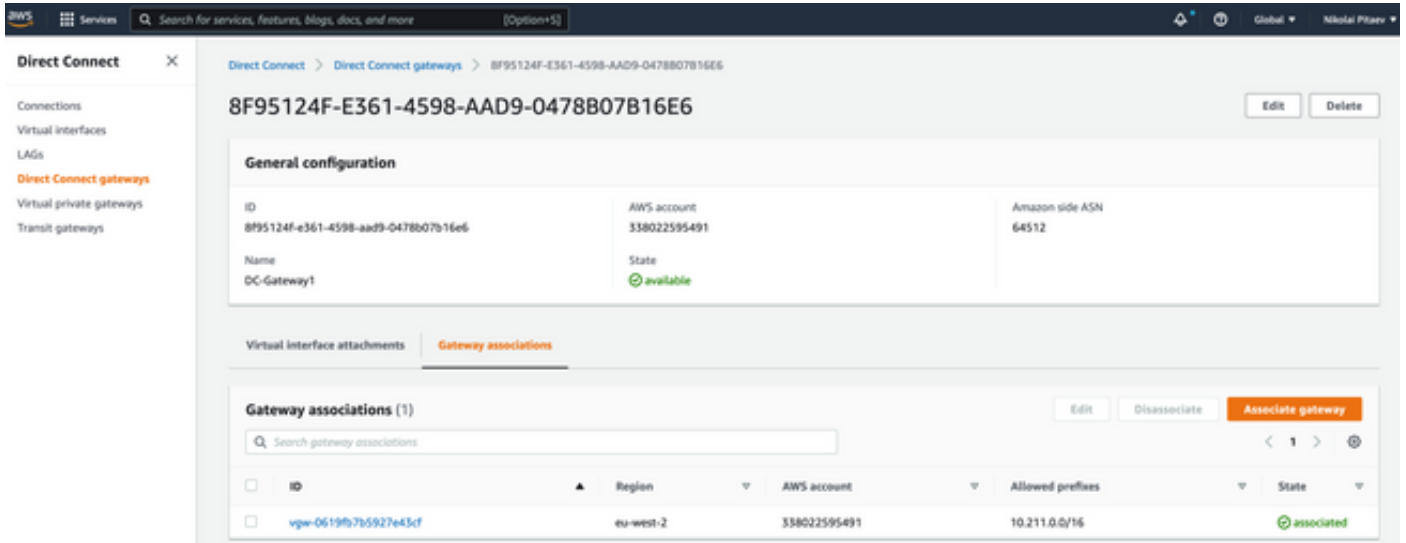 aws Services Search for services, features, blogs, docs, and more [Option+S] Global Nikolai Pitaev
Direct Connect
Direct Connect > Direct Connect gateways > 8F95124F-E361-4598-AAD9-0478B07B16E6
8F95124F-E361-4598-AAD9-0478B07B16E6
Edit Delete
Connections
Virtual interfaces
LAGs
Direct Connect gateways
Virtual private gateways
Transit gateways
General configuration
ID
8f95124f-e361-4598-aad9-0478b07b16e6
AWS account
338022595491
Amazon side ASN
64512
Name
DC-Gateway1
State
available
Virtual interface attachments Gateway associations
Gateway associations (1)
Edit Disassociate Associate gateway
Search gateway associations
< 1 >
ID Region AWS account Allowed prefixes State
vgw-0619fb7b5927e43cf eu-west-2 338022595491 10.211.0.0/16 associated